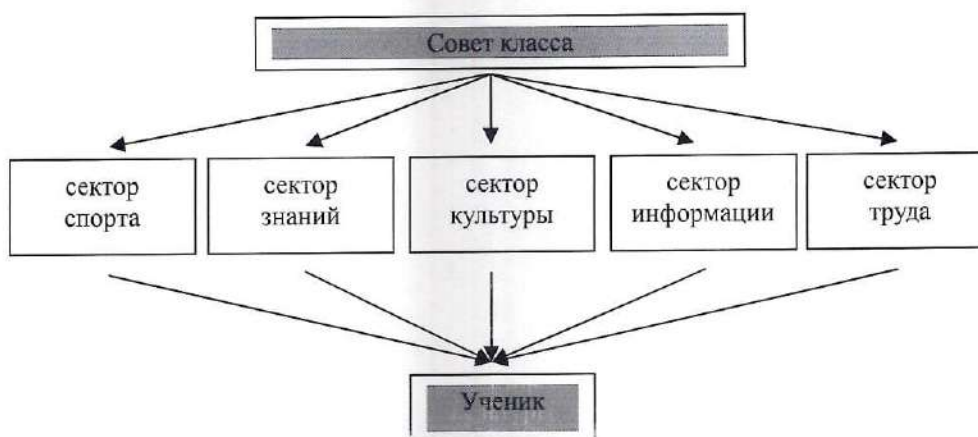 Совет класса
сектор
спорта
сектор
знаний
сектор
культуры
сектор
информации
сектор
труда
Ученик